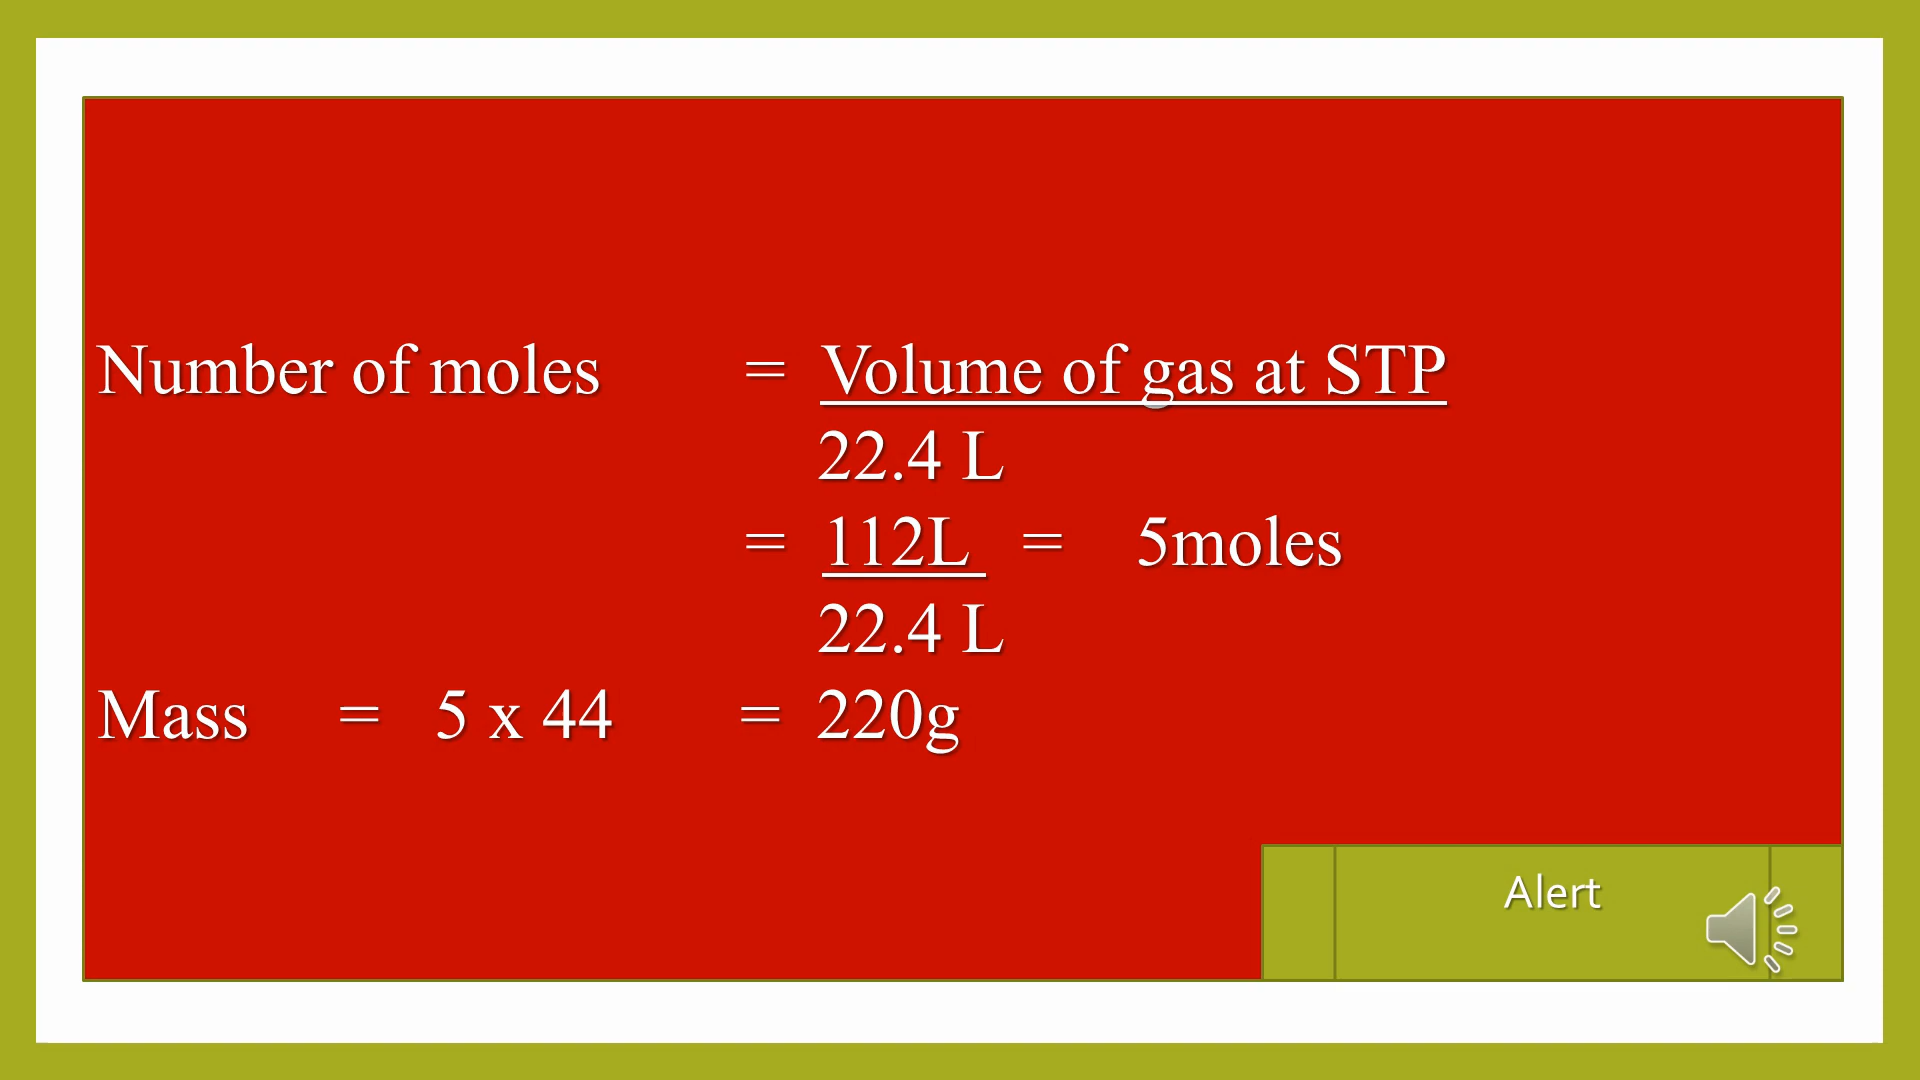 Number of moles = Volume of gas at STP
22.4 L
= 112L = 5moles
22.4 L
Mass = 5 x 44 = 220g
Alert